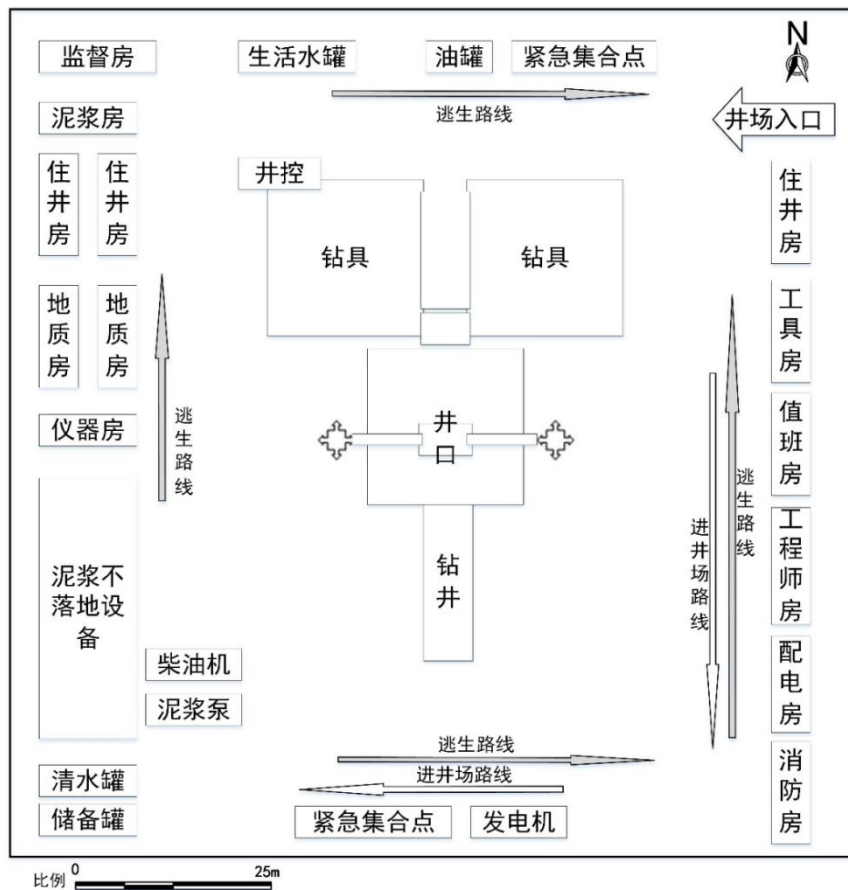 监督房
生活水罐
油罐
紧急集合点
N
逃生路线
井场入口
泥浆房
住井房
住井房
井控
钻具
钻具
住井房
地质房
地质房
逃生路线
仪器房
井口
工具房
值班房
逃生路线
进井场路线
工程师房
泥浆不
落地设
备
钻井
柴油机
泥浆泵
配电房
逃生路线
进井场路线
清水罐
储备罐
紧急集合点
发电机
消防房
比例
0
25m